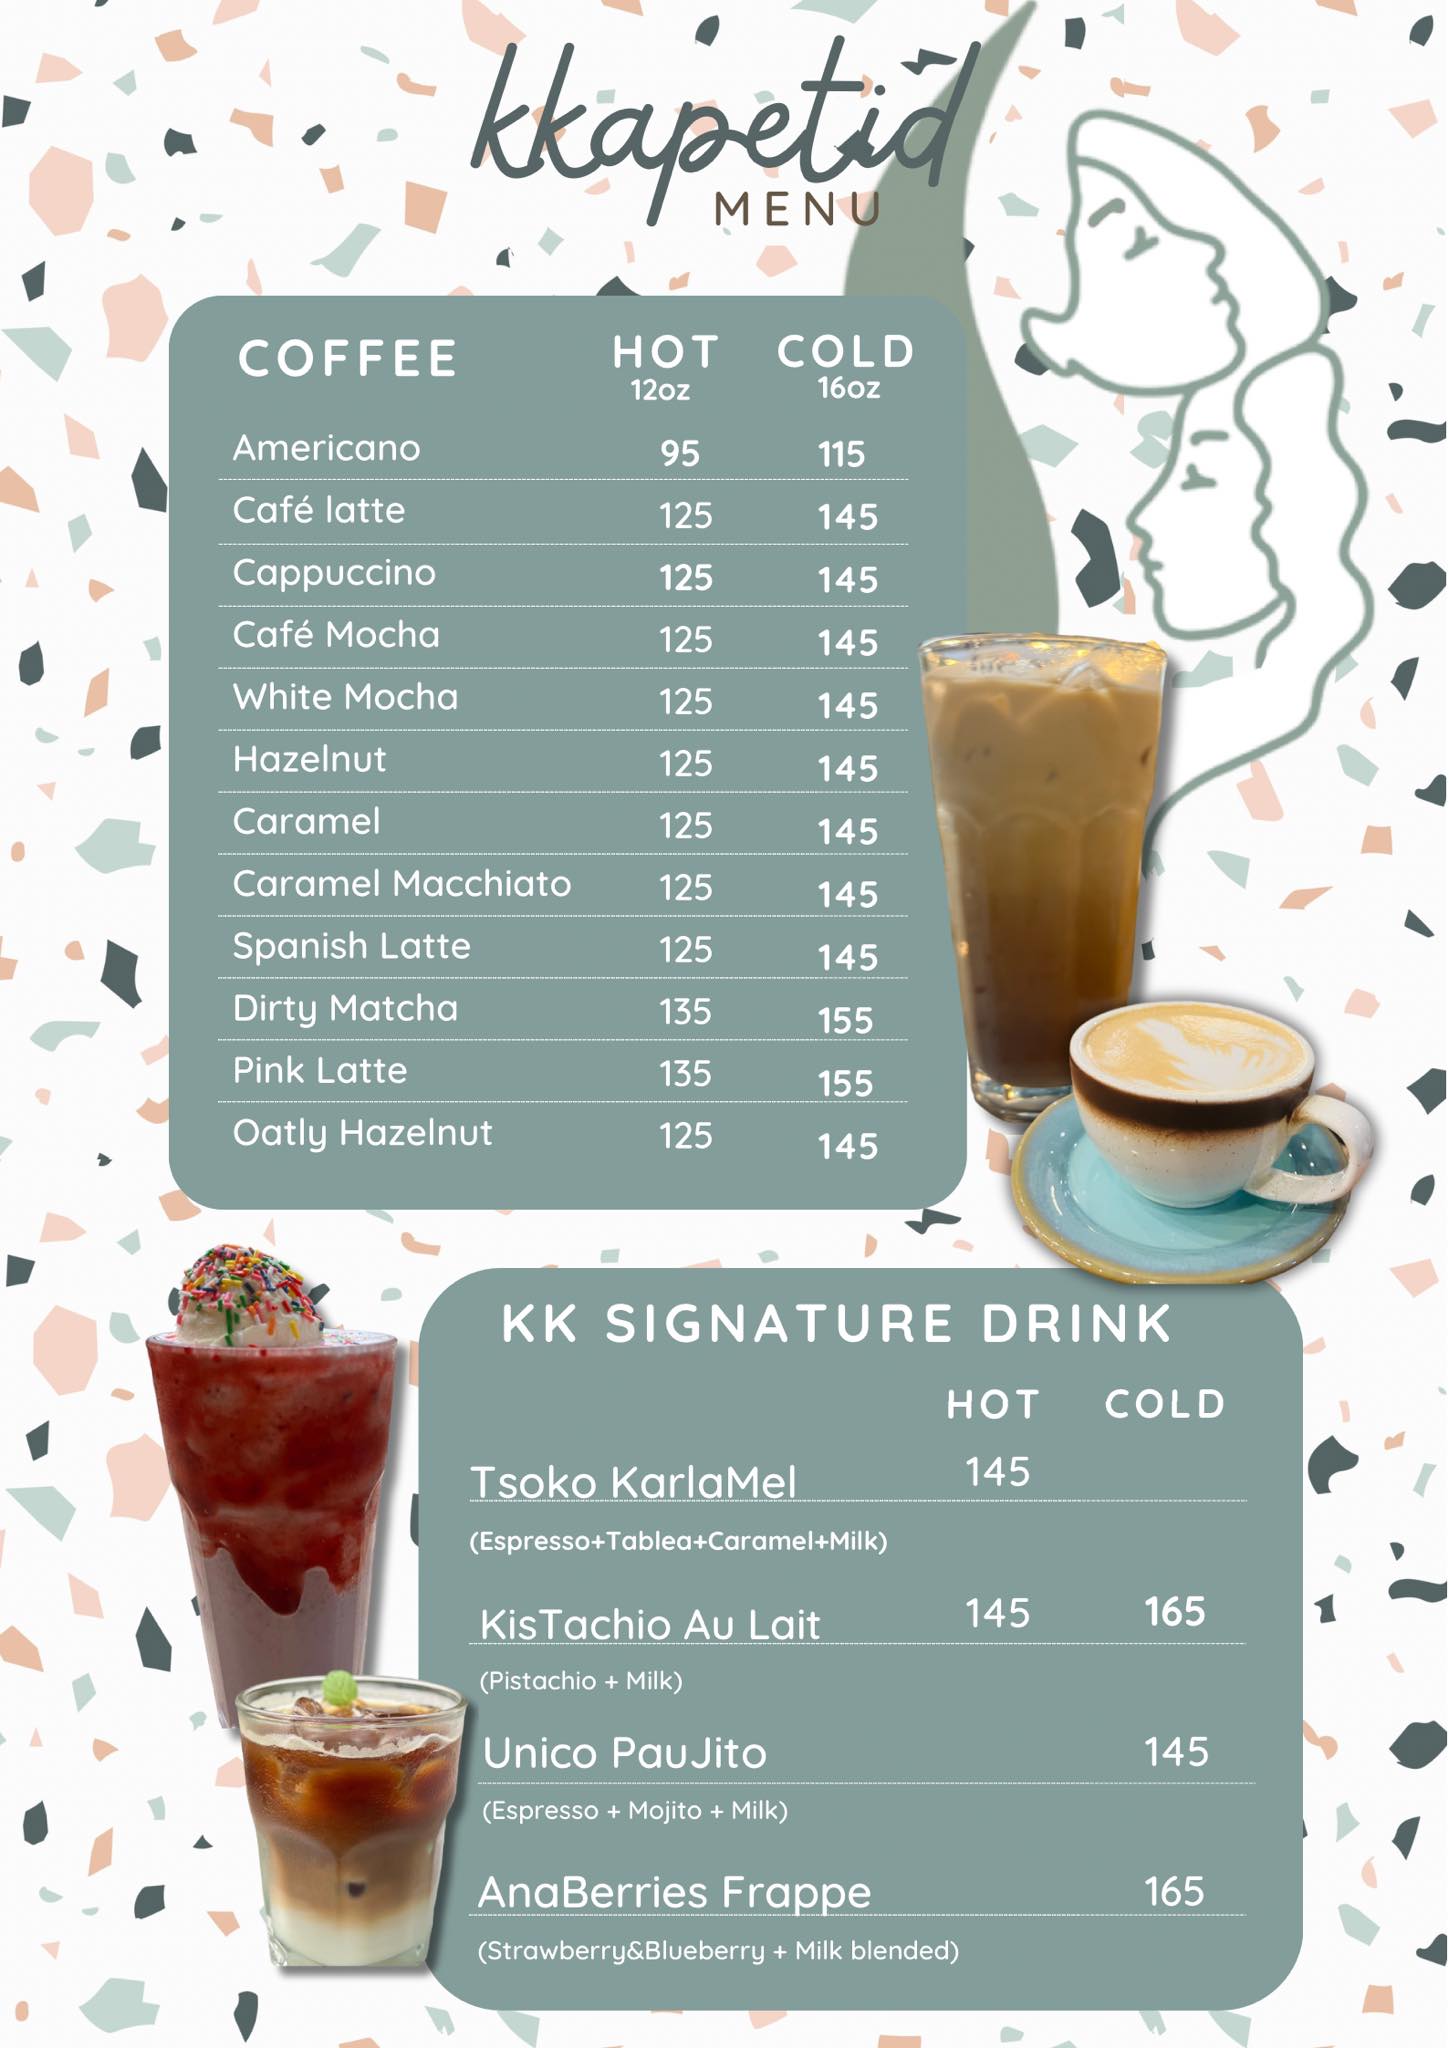 kkapetid
MENU
COFFEE HOT COLD
12oz 16oz
Americano 95 115
Café latte 125 145
Cappuccino 125 145
Café Mocha 125 145
White Mocha 125 145
Hazelnut 125 145
Caramel 125 145
Caramel Macchiato 125 145
Spanish Latte 125 145
Dirty Matcha 135 155
Pink Latte 135 155
Oatly Hazelnut 125 145
KK SIGNATURE DRINK
HOT COLD
Tsoko KarlaMel 145
(Espresso+Tablea+Caramel+Milk)
KisTachio Au Lait 145 165
(Pistachio + Milk)
Unico PauJito 145
(Espresso + Mojito + Milk)
AnaBerries Frappe 165
(Strawberry&Blueberry + Milk blended)